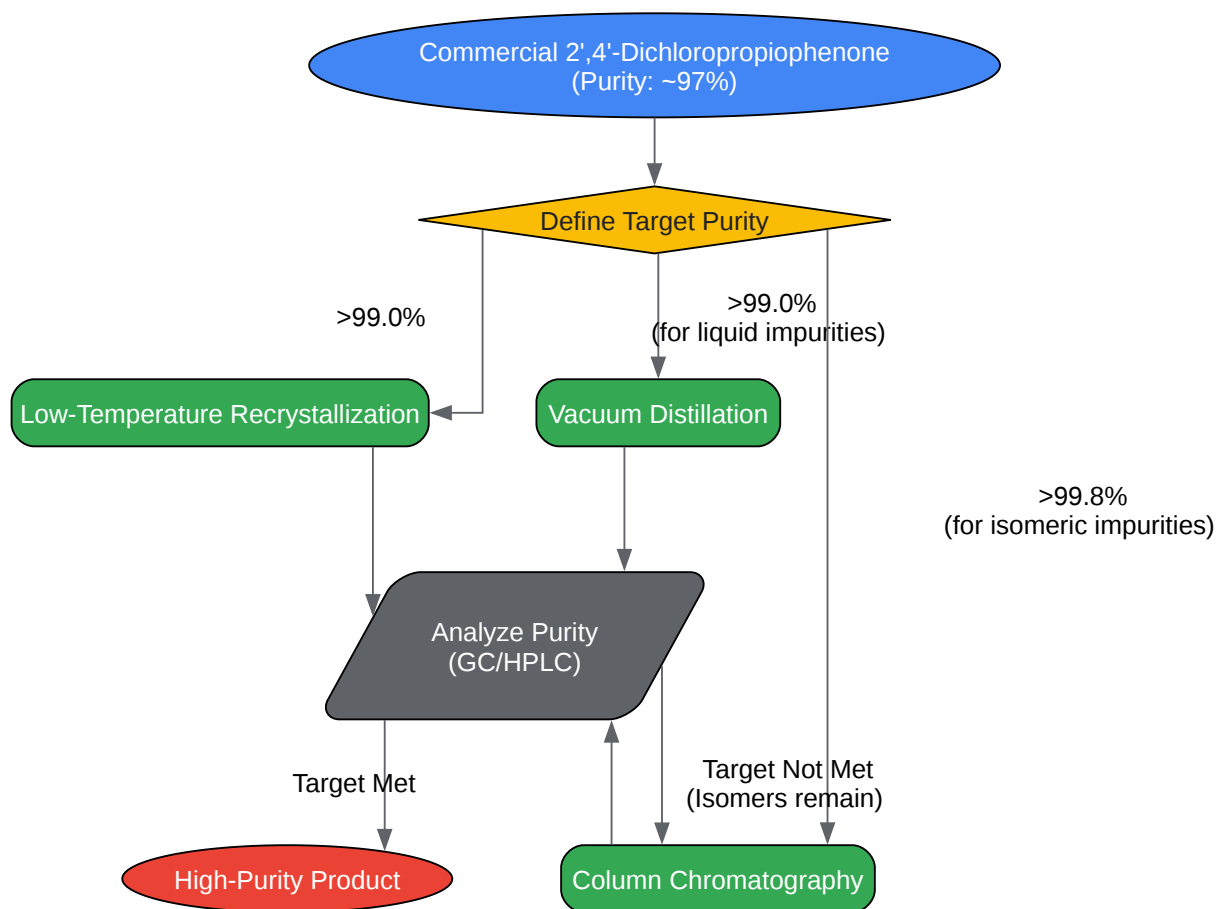 Commercial 2',4'-Dichloropropiophenone
(Purity: ~97%)
Define Target Purity
>99.0%
>99.0%
(for liquid impurities)
Low-Temperature Recrystallization
Vacuum Distillation
>99.8%
(for isomeric impurities)
Analyze Purity
(GC/HPLC)
Target Met
Target Not Met
(Isomers remain)
High-Purity Product
Column Chromatography